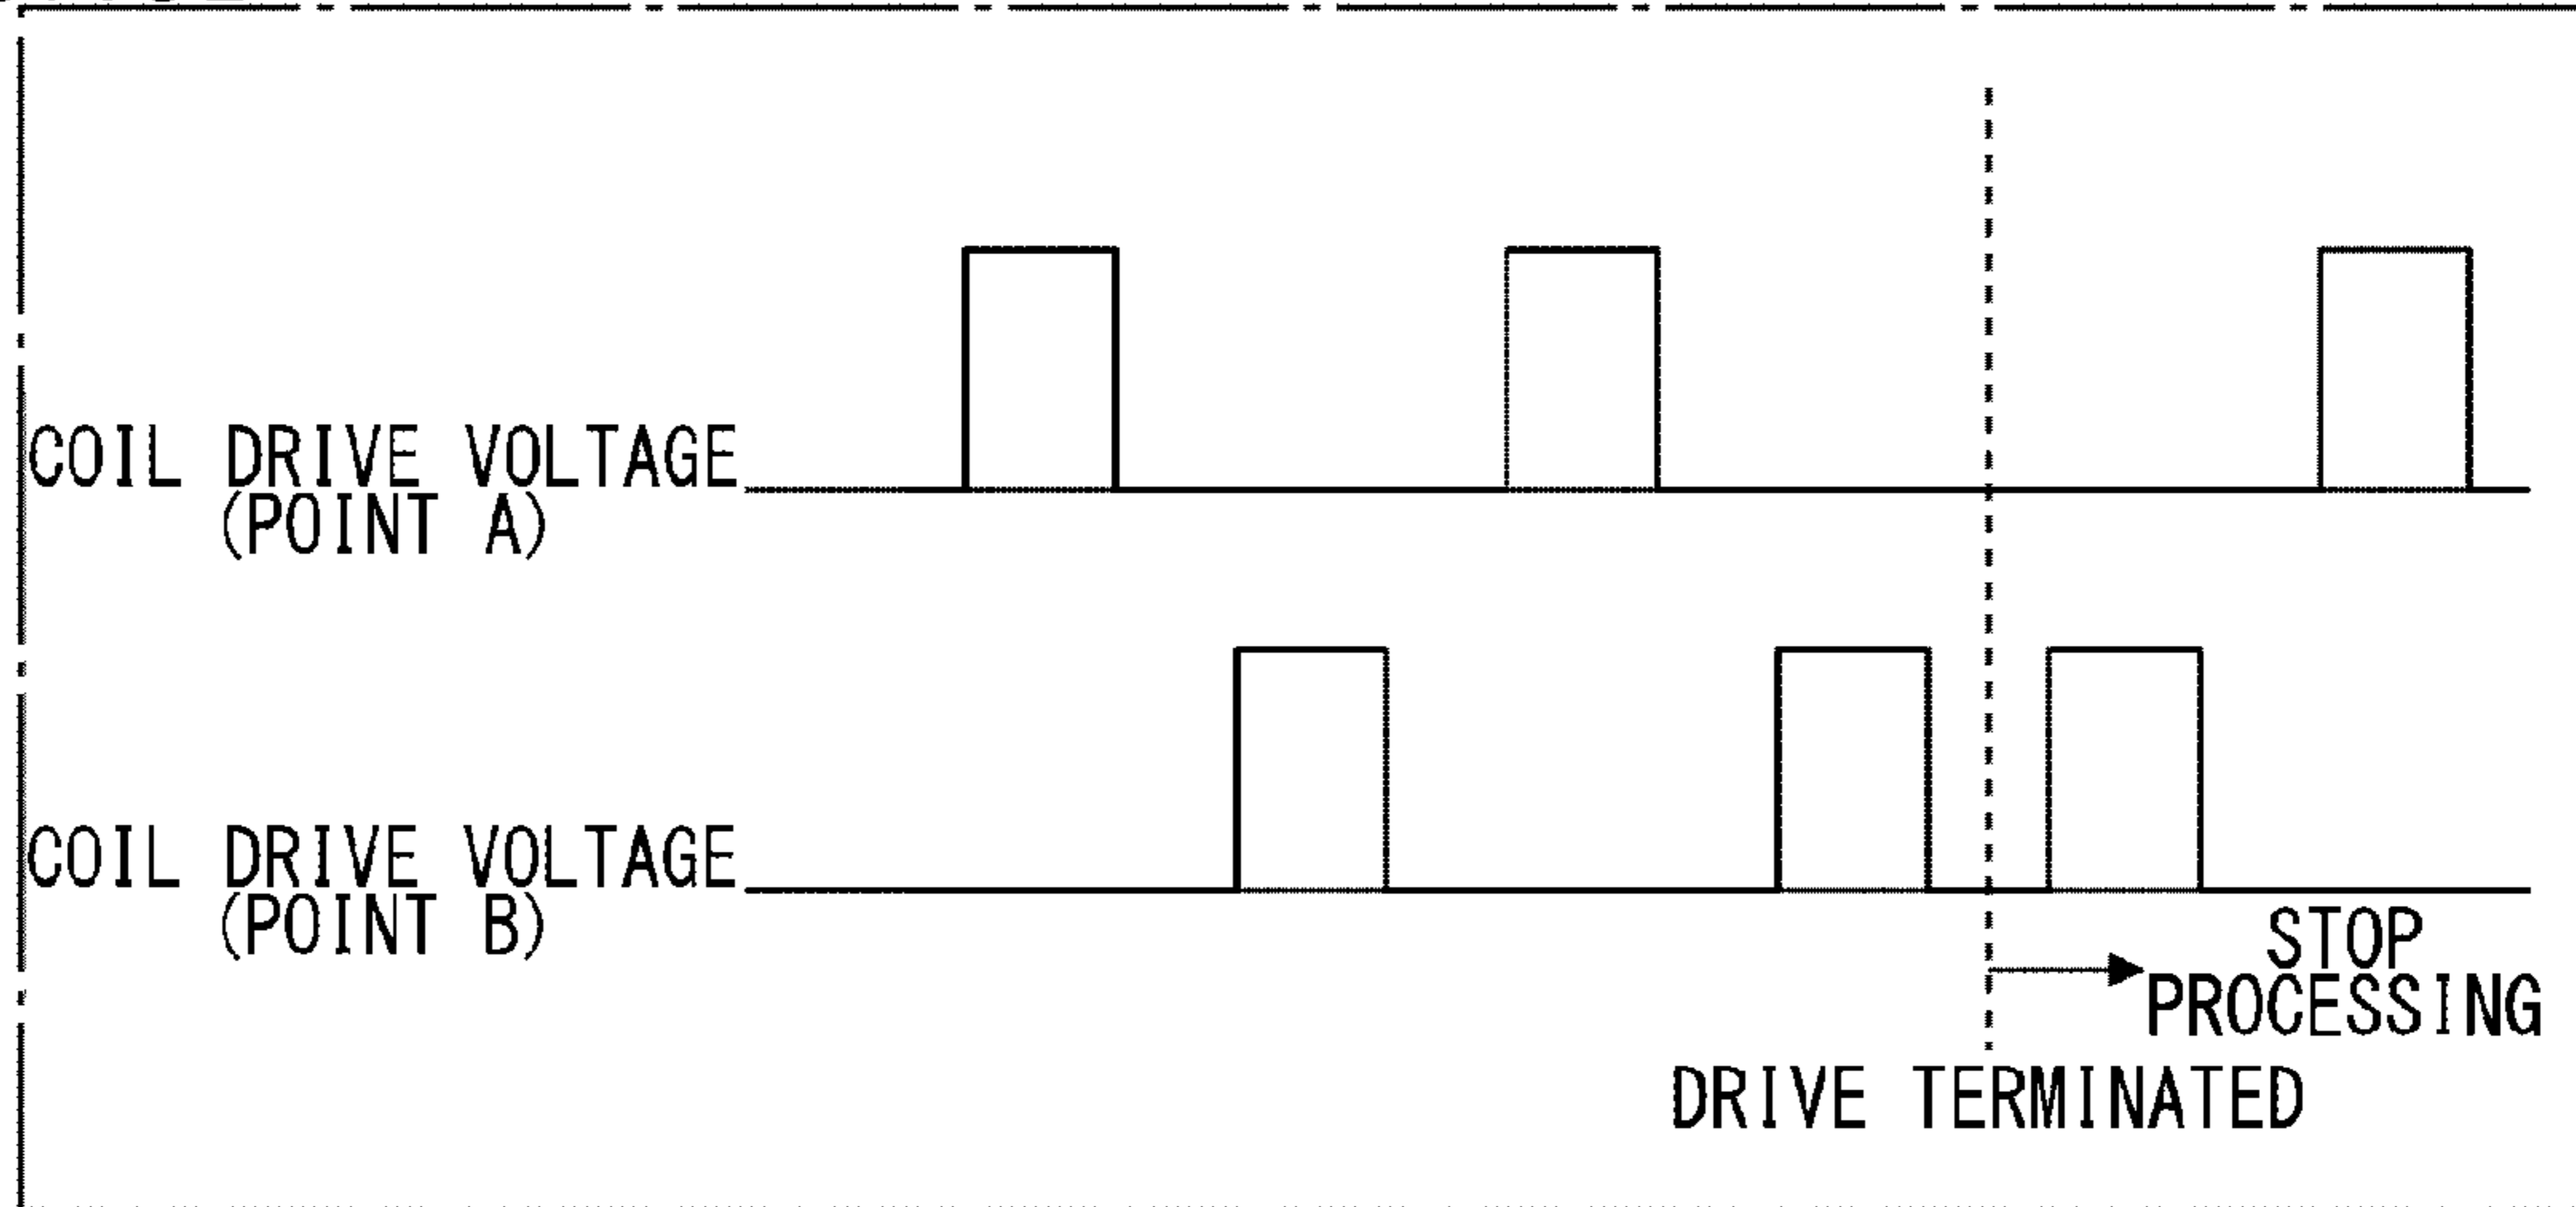 COIL DRIVE VOLTAGE
(POINT A)
COIL DRIVE VOLTAGE
(POINT B)
STOP
PROCESSING
DRIVE TERMINATED